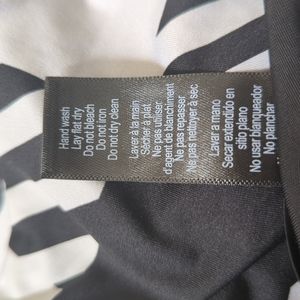 Hand wash
Lay flat dry
Do not bleach
Do not iron
Do not dry clean
Laver à la main
Sécher à plat.
Ne pas utiliser
d'agent de blanchiment
Ne pas repasser.
Ne pas nettoyer à sec
Lavar a mano
Secar extendido en
sitio plano
No usar blanqueador
No planchar